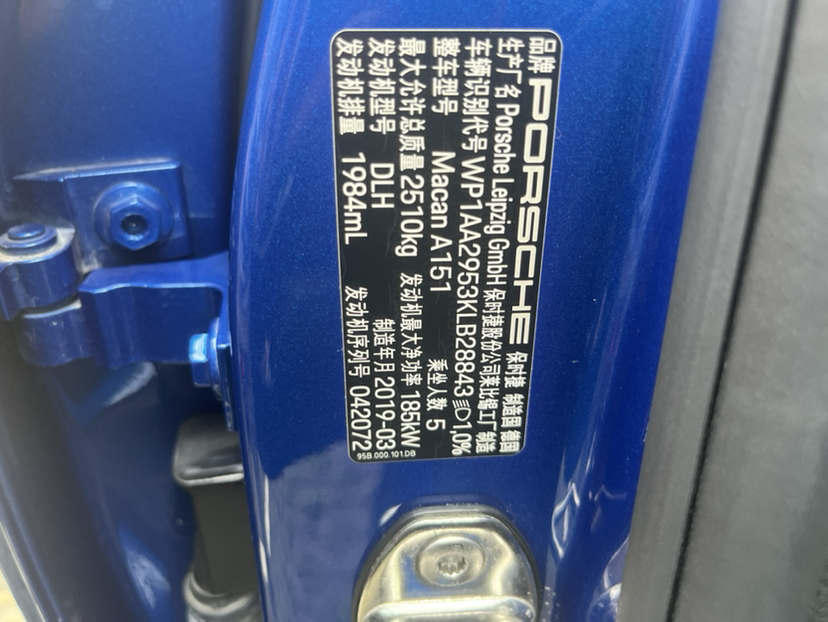 品牌 PORSCHE 保时捷 制造国 德国
生产厂名 Porsche Leipzig GmbH 保时捷股份公司莱比锡工厂制造
车辆识别代号 WP1AA2953KLB28843 1,0%
整车型号 Macan A151 乘坐人数 5
最大允许总质量 2510kg 发动机最大净功率 185kW
发动机型号 DLH 制造年月 2019-03
发动机排量 1984mL 发动机序列号 042072
95B.000.101.DB